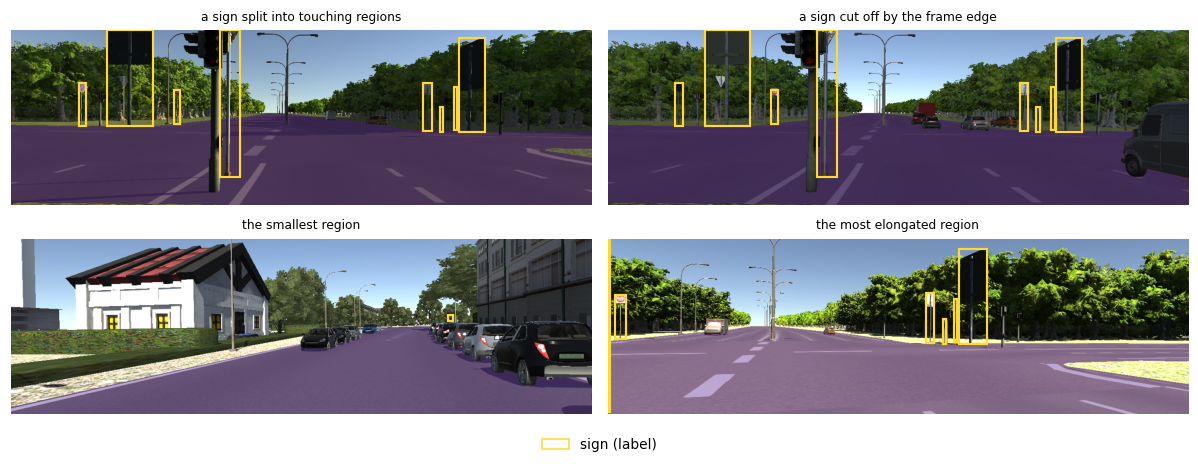 a sign split into touching regions
a sign cut off by the frame edge
the smallest region
the most elongated region
sign (label)